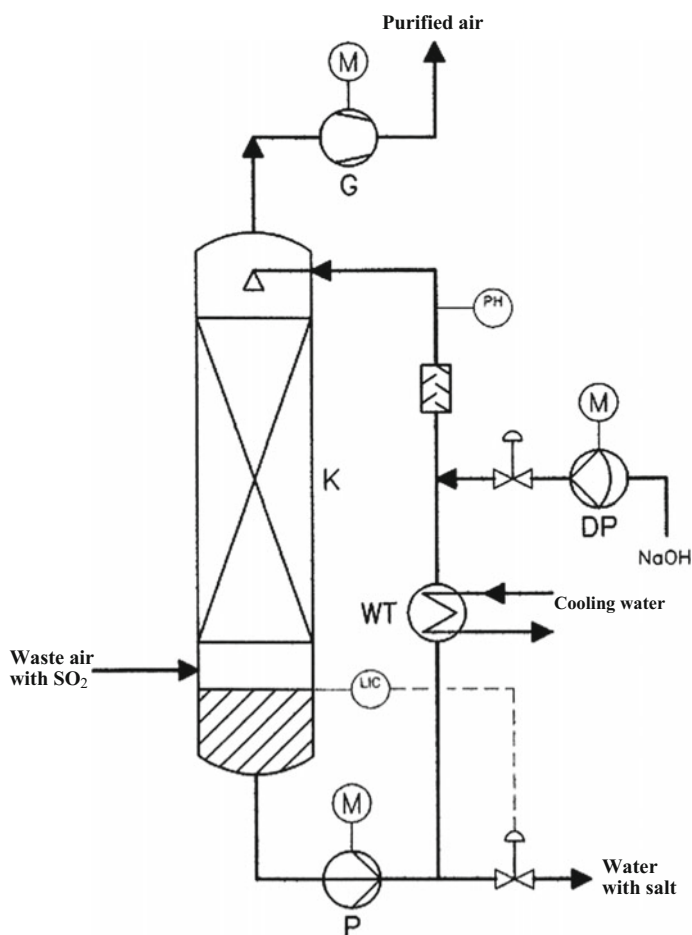 Purified air
M
G
PH
M
K
DP
NaOH
WT
Cooling water
Waste air
with SO₂
LIC
M
P
Water
with salt